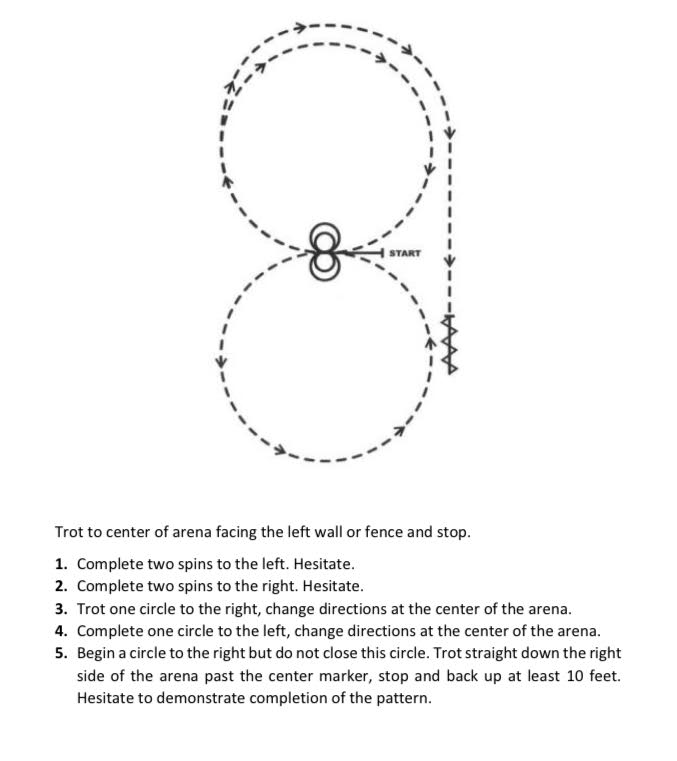 START
Trot to center of arena facing the left wall or fence and stop.
1. Complete two spins to the left. Hesitate.
2. Complete two spins to the right. Hesitate.
3. Trot one circle to the right, change directions at the center of the arena.
4. Complete one circle to the left, change directions at the center of the arena.
5. Begin a circle to the right but do not close this circle. Trot straight down the right
side of the arena past the center marker, stop and back up at least 10 feet.
Hesitate to demonstrate completion of the pattern.